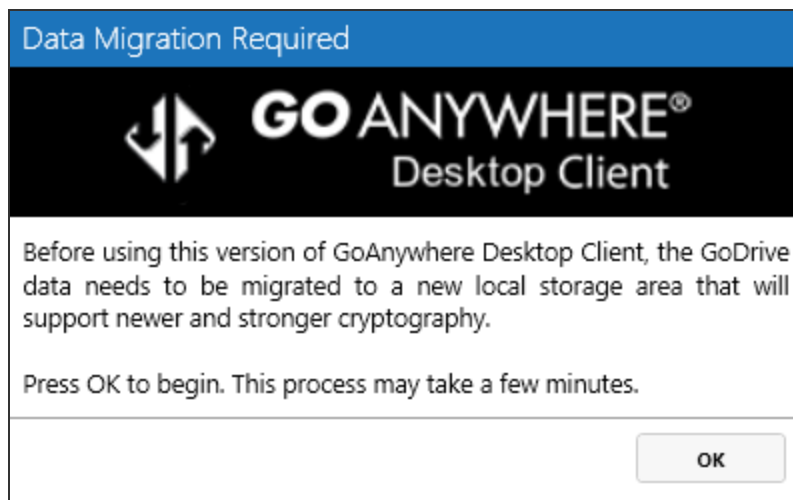 Data Migration Required
GO ANYWHERE®
Desktop Client
Before using this version of GoAnywhere Desktop Client, the GoDrive
data needs to be migrated to a new local storage area that will
support newer and stronger cryptography.
Press OK to begin. This process may take a few minutes.
OK